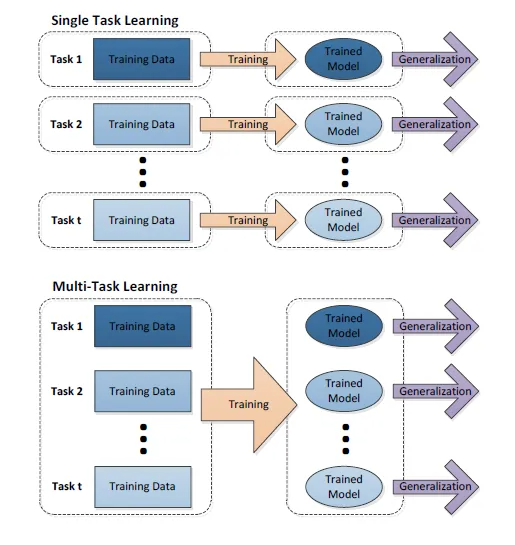 Single Task Learning
Task 1 Training Data Training Trained Model Generalization
Task 2 Training Data Training Trained Model Generalization
Task t Training Data Training Trained Model Generalization
Multi-Task Learning
Task 1 Training Data Trained Model Generalization
Task 2 Training Data Training Trained Model Generalization
Task t Training Data Trained Model Generalization